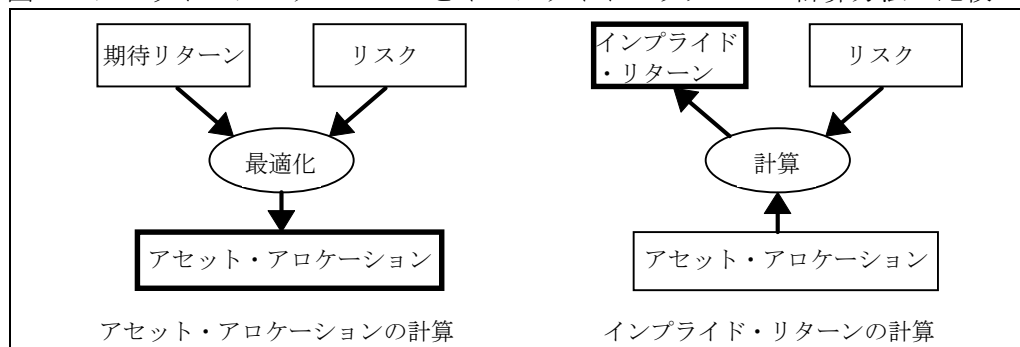 期待リターン
リスク
最適化
アセット・アロケーション
アセット・アロケーションの計算
インプライド
・リターン
リスク
計算
アセット・アロケーション
インプライド・リターンの計算